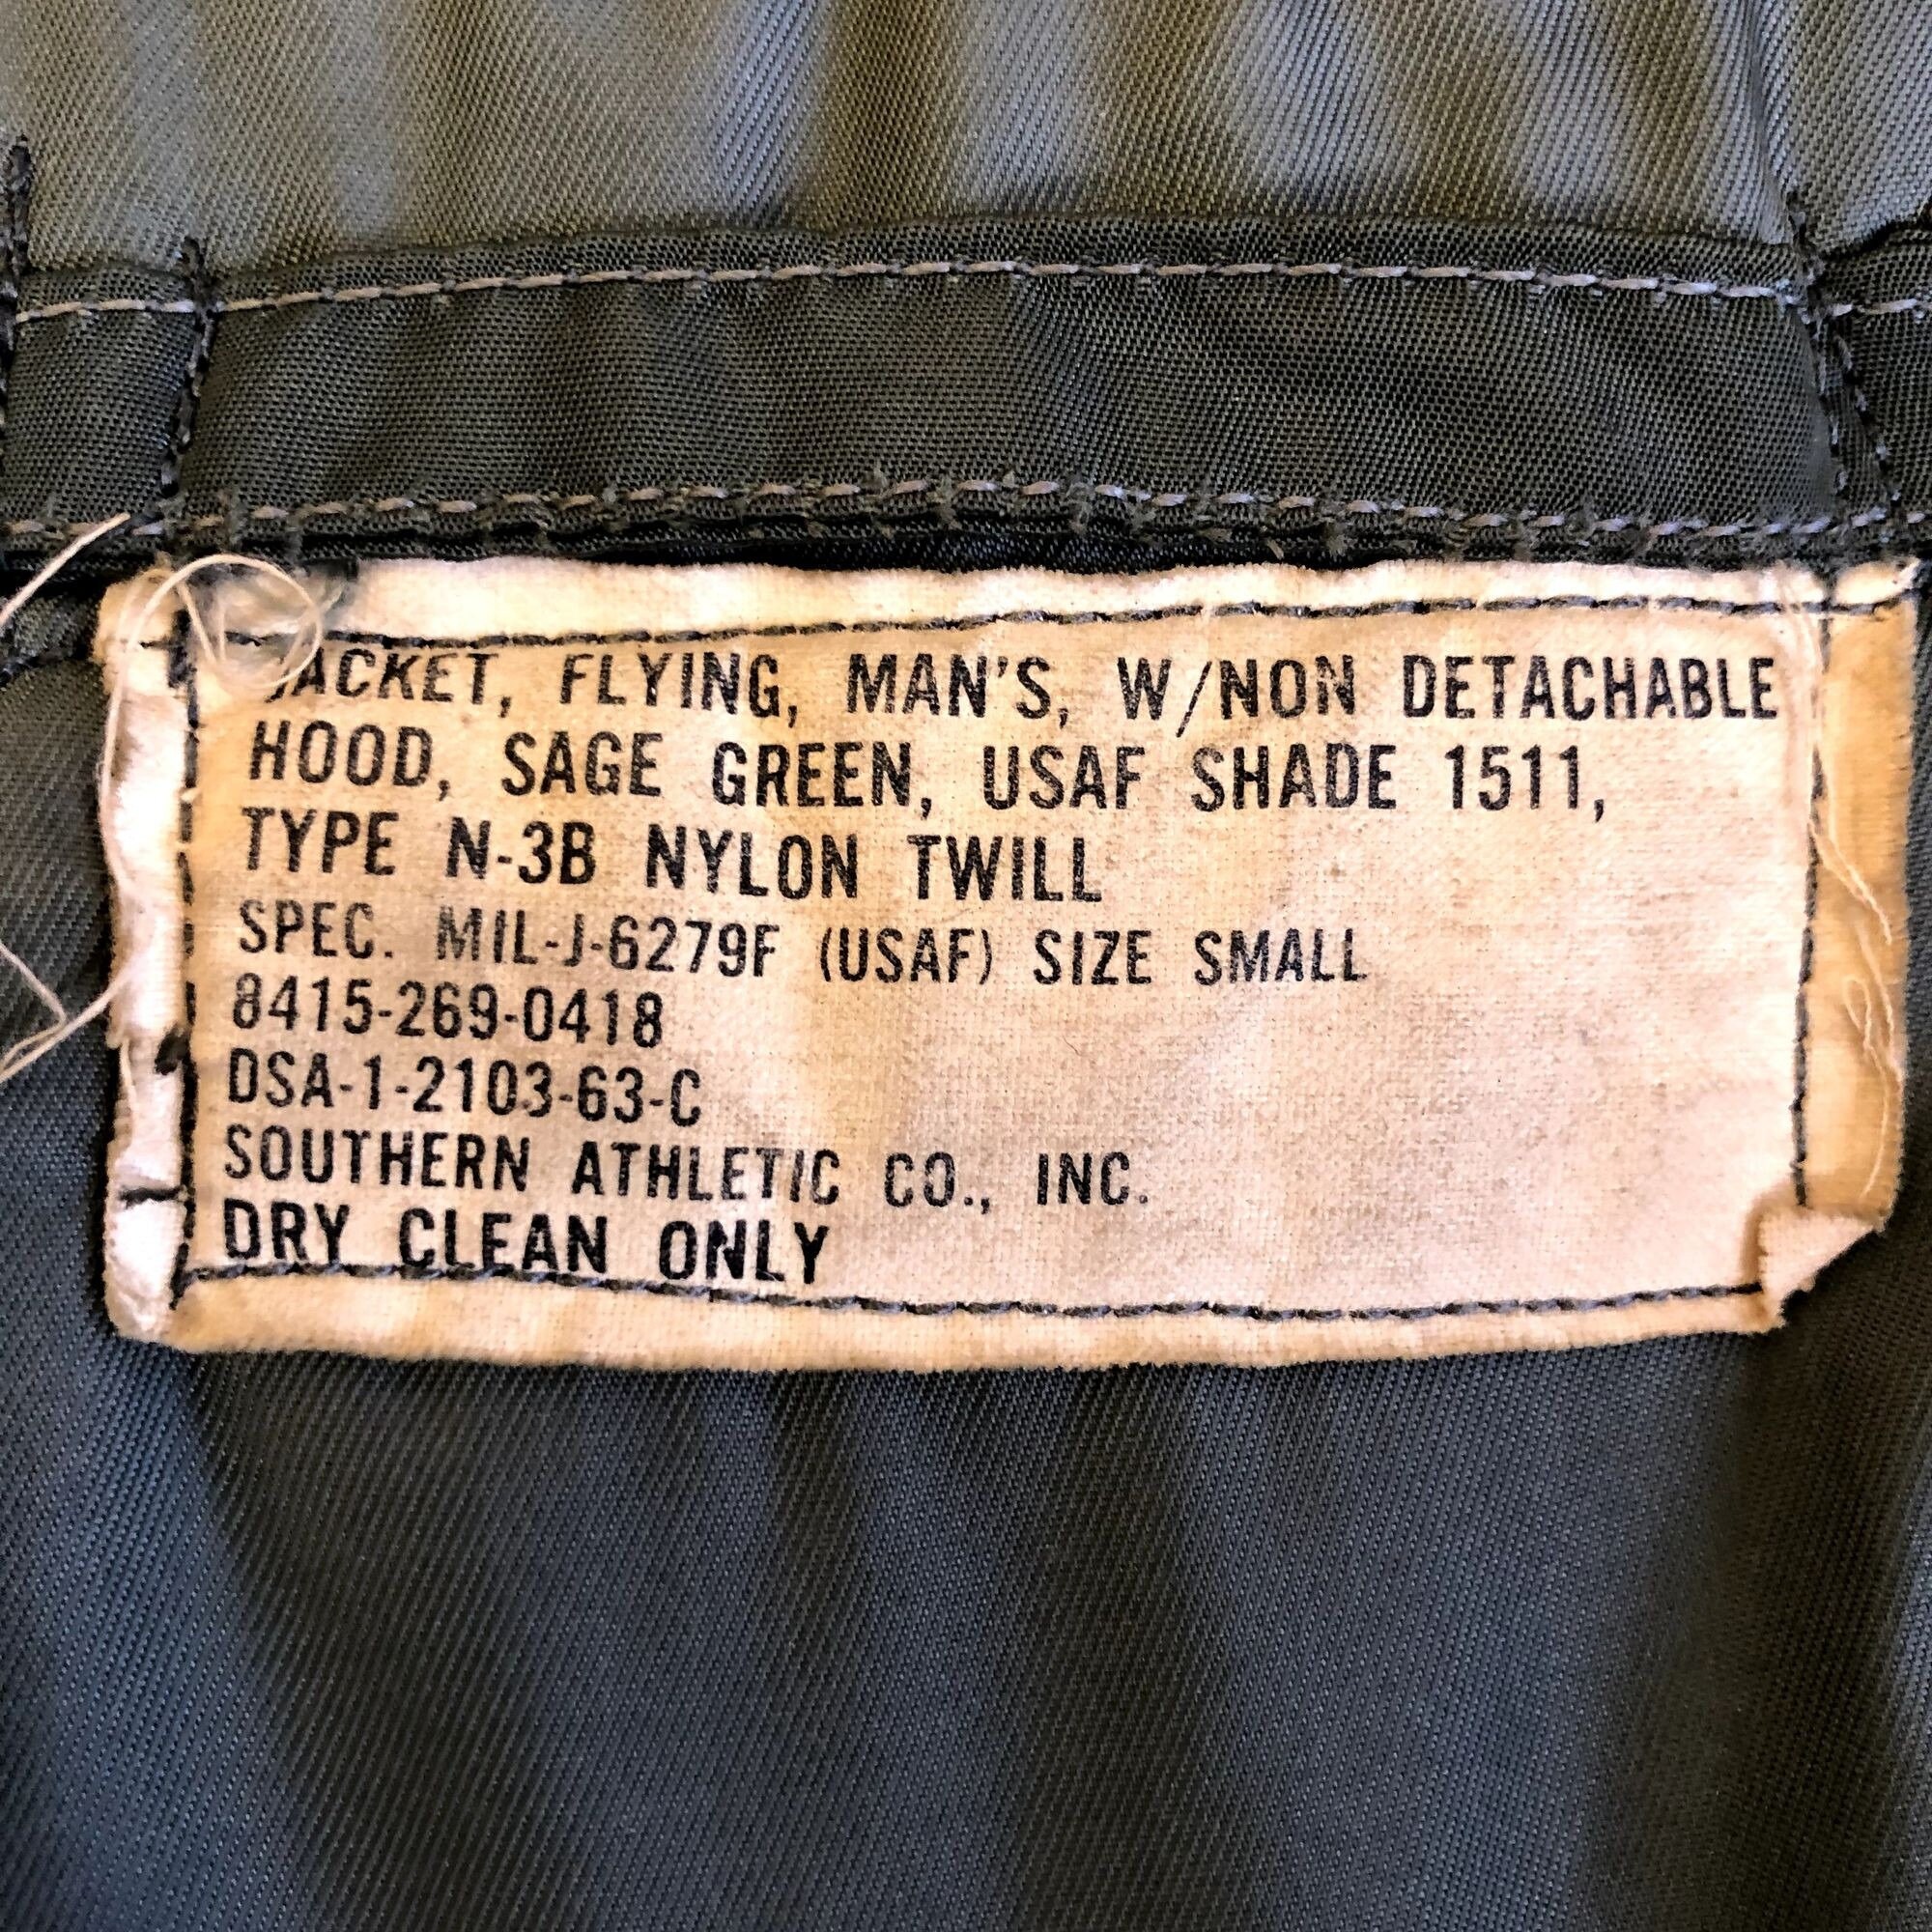 JACKET, FLYING, MAN'S, W/NON DETACHABLE
HOOD, SAGE GREEN, USAF SHADE 1511,
TYPE N-3B NYLON TWILL
SPEC. MIL-J-6279F (USAF) SIZE SMALL
8415-269-0418
DSA-1-2103-63-C
SOUTHERN ATHLETIC CO., INC.
DRY CLEAN ONLY